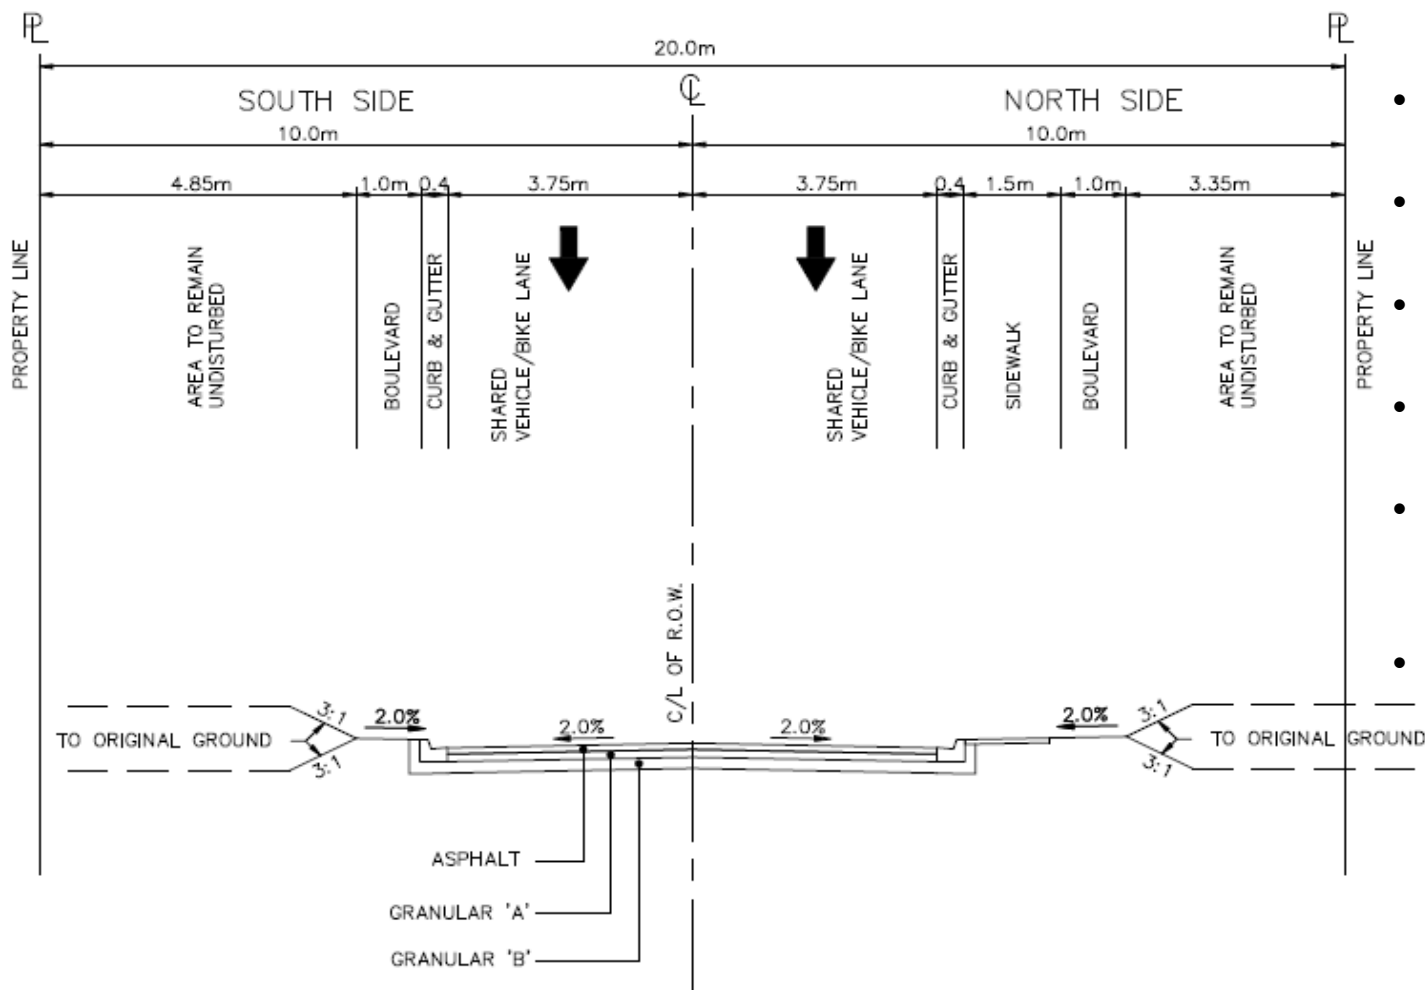 PL
PL
20.0m
CL
SOUTH SIDE
NORTH SIDE
10.0m
10.0m
4.85m
1.0m
0.4
3.75m
3.75m
0.4
1.5m
1.0m
3.35m
PROPERTY LINE
AREA TO REMAIN
UNDISTURBED
BOULEVARD
CURB & GUTTER
SHARED
VEHICLE/BIKE LANE
SHARED
VEHICLE/BIKE LANE
CURB & GUTTER
SIDEWALK
BOULEVARD
AREA TO REMAIN
UNDISTURBED
PROPERTY LINE
C/L OF R.O.W.
3:1
2.0%
2.0%
2.0%
2.0%
3:1
TO ORIGINAL GROUND
TO ORIGINAL GROUND
3:1
3:1
ASPHALT
GRANULAR 'A'
GRANULAR 'B'